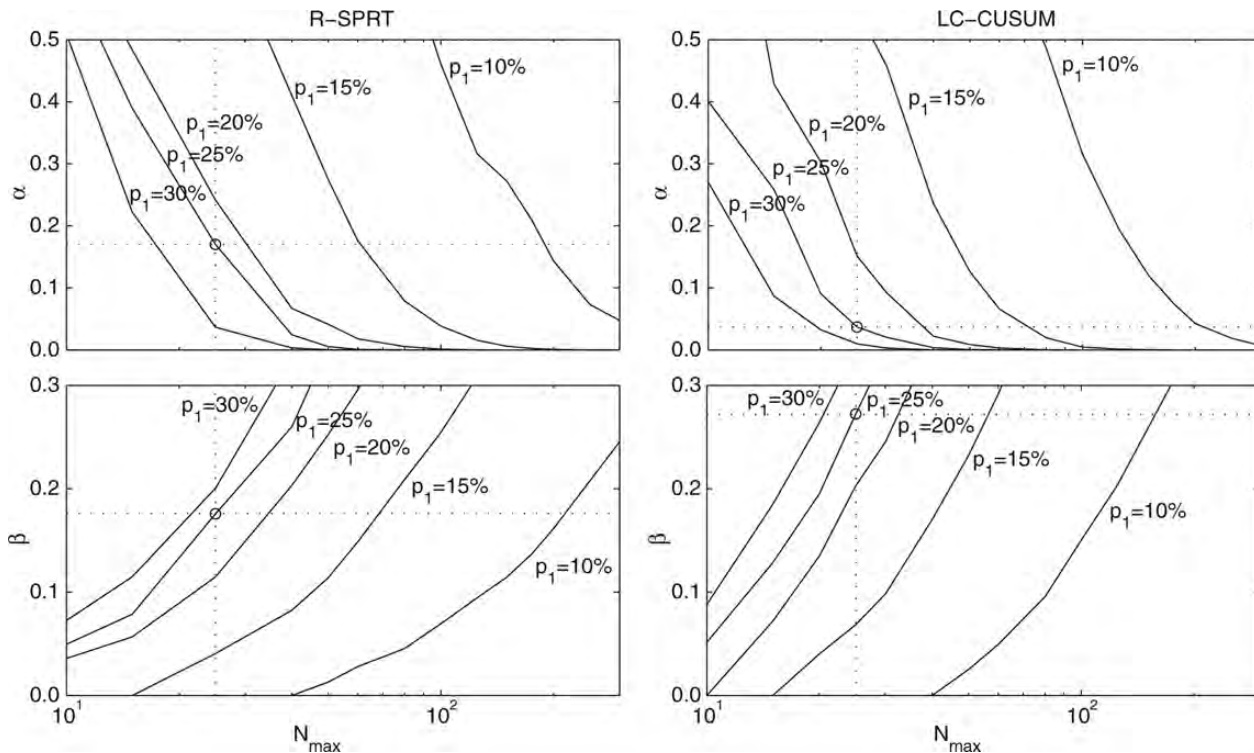 R-SPRT
LC-CUSUM
α
0.5
0.4
0.3
0.2
0.1
0.0
p1=10%
p1=15%
p1=20%
p1=25%
p1=30%
α
0.5
0.4
0.3
0.2
0.1
0.0
p1=10%
p1=15%
p1=20%
p1=25%
p1=30%
β
0.3
0.2
0.1
0.0
p1=30%
p1=25%
p1=20%
p1=15%
p1=10%
10^1
10^2
Nmax
β
0.3
0.2
0.1
0.0
p1=30%
p1=25%
p1=20%
p1=15%
p1=10%
10^1
10^2
Nmax